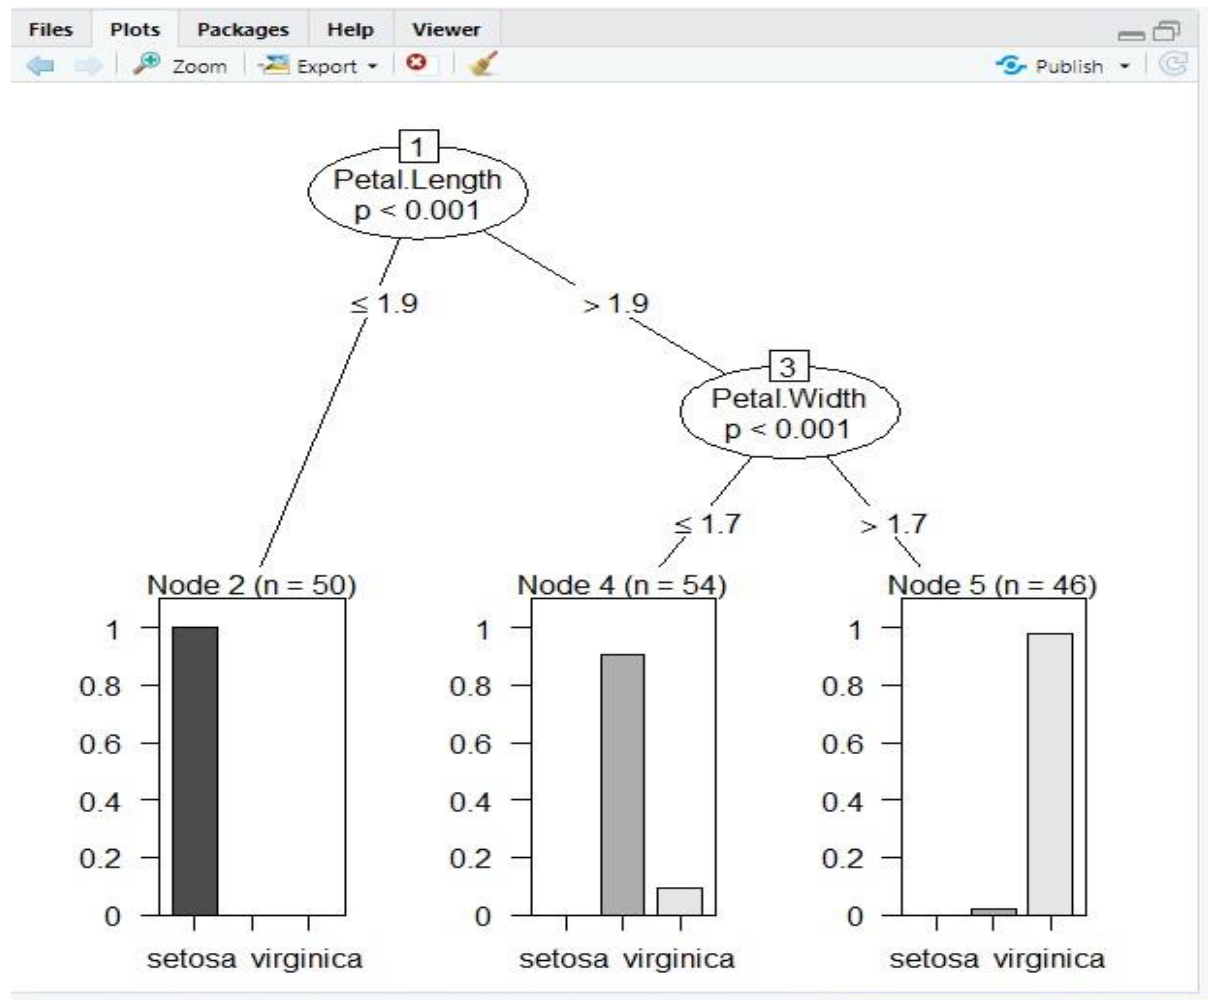 Files Plots Packages Help Viewer
Zoom Export Publish
1
Petal.Length
p < 0.001
≤ 1.9 > 1.9
3
Petal.Width
p < 0.001
≤ 1.7 > 1.7
Node 2 (n = 50) Node 4 (n = 54) Node 5 (n = 46)
1 1 1
0.8 0.8 0.8
0.6 0.6 0.6
0.4 0.4 0.4
0.2 0.2 0.2
0 0 0
setosa virginica setosa virginica setosa virginica